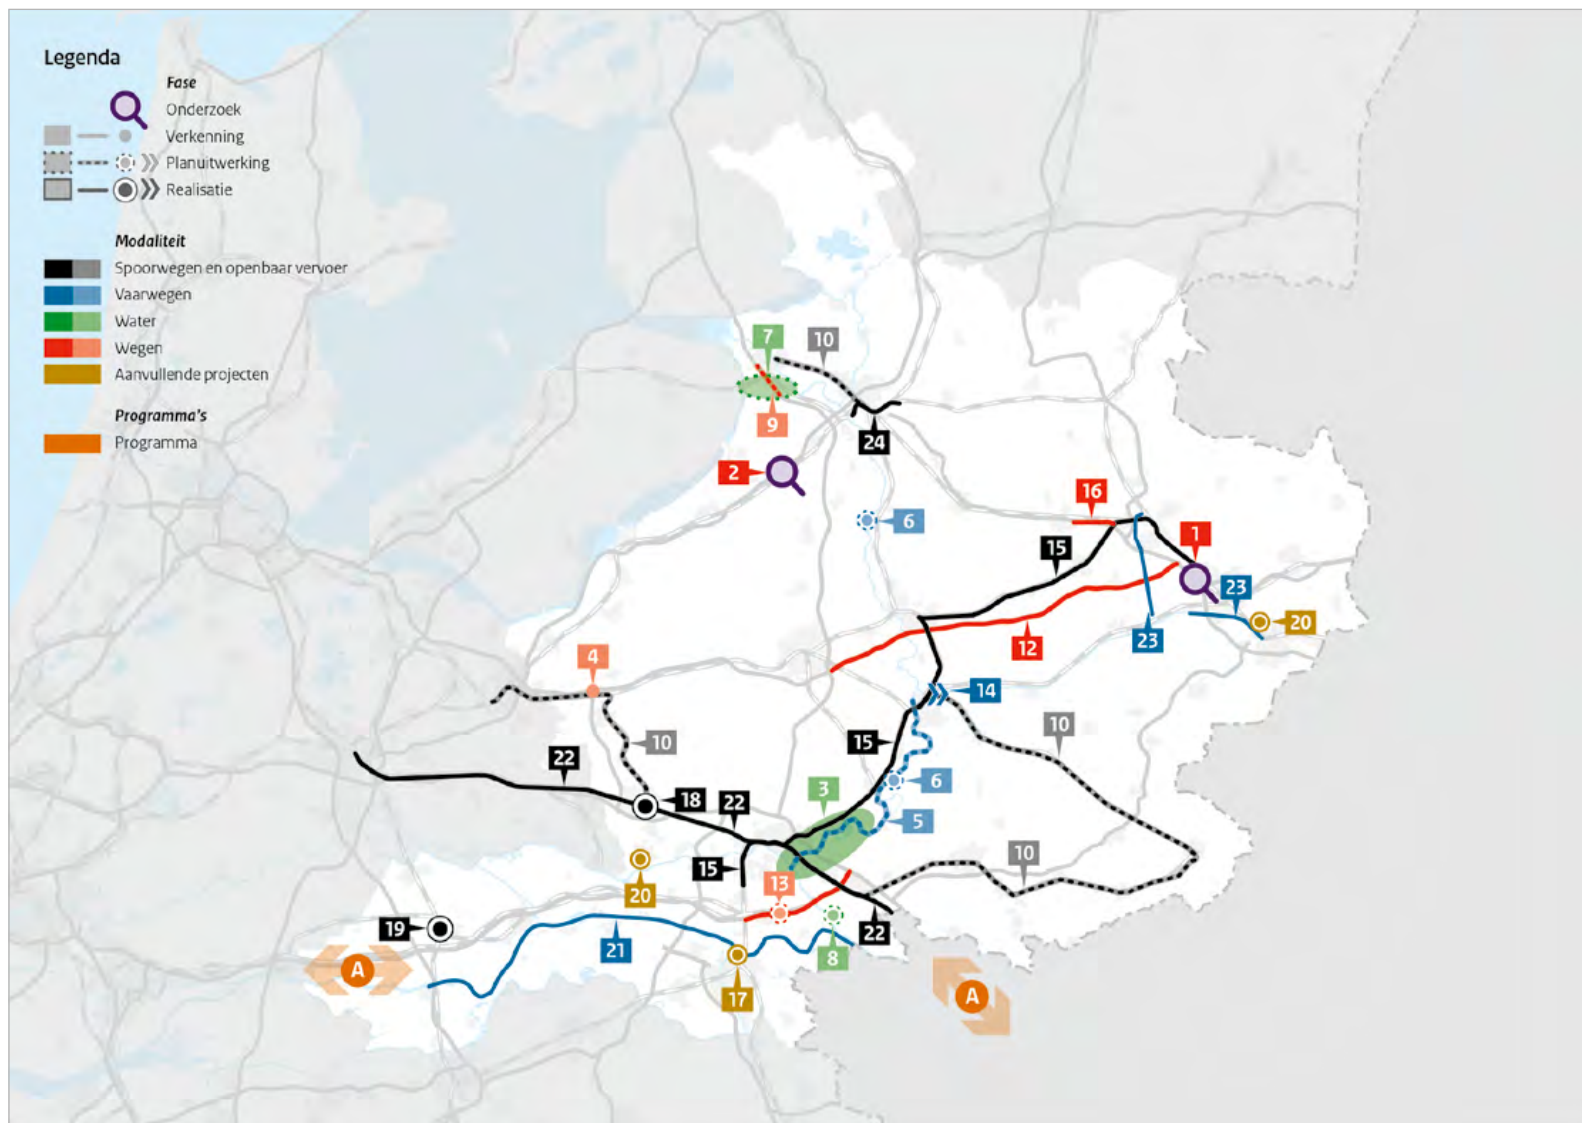 Legenda
Fase
Onderzoek
Verkenning
Planuitwerking
Realisatie
Modaliteit
Spoorwegen en openbaar vervoer
Vaarwegen
Water
Wegen
Aanvullende projecten
Programma's
Programma
7
10
9
24
2
16
6
1
15
23
20
23
12
4
14
10
10
15
22
6
18
22
3
5
10
15
13
20
19
22
21
8
A
17
A